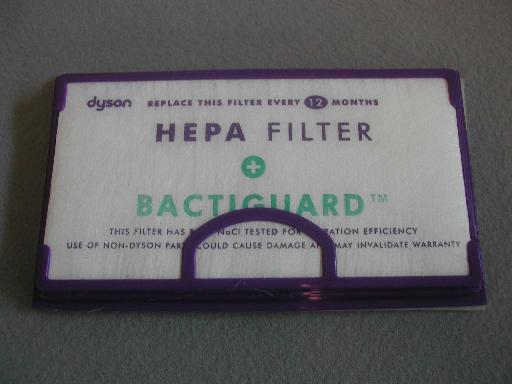 dyson REPLACE THIS FILTER EVERY 12 MONTHS
HEPA FILTER
+
BACTIGUARD™
THIS FILTER HAS NaCl TESTED FOR EFFICIENCY
USE OF NON-DYSON COULD CAUSE DAMAGE MAY INVALIDATE WARRANTY